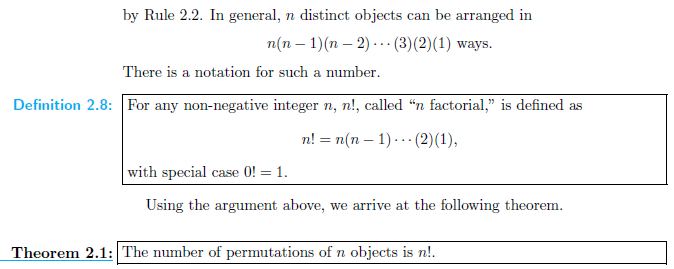 by Rule 2.2. In general, n distinct objects can be arranged in
n(n − 1)(n − 2) · · · (3)(2)(1) ways.
There is a notation for such a number.
Definition 2.8: For any non-negative integer n, n!, called “n factorial,” is defined as
n! = n(n − 1) · · · (2)(1),
with special case 0! = 1.
Using the argument above, we arrive at the following theorem.
Theorem 2.1: The number of permutations of n objects is n!.